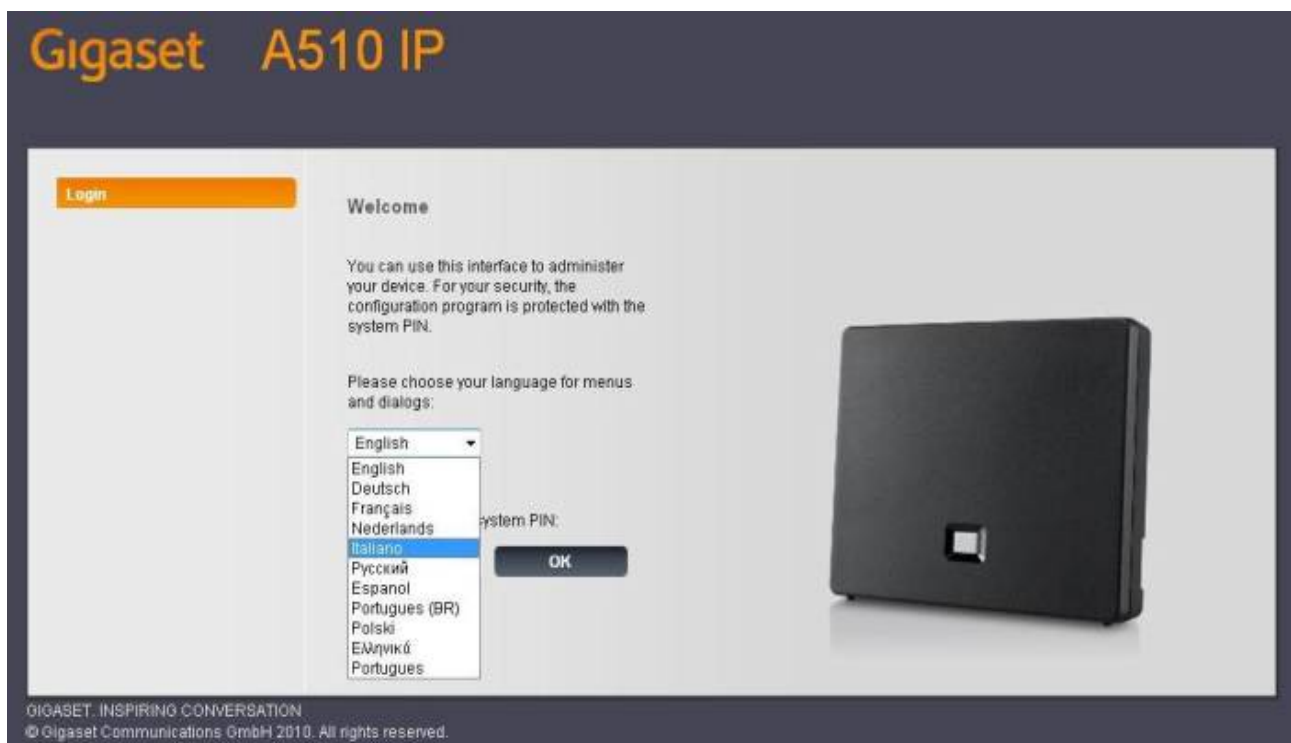 Gigaset A510 IP
Login
Welcome
You can use this interface to administer
your device. For your security, the
configuration program is protected with the
system PIN.
Please choose your language for menus
and dialogs:
English
English
Deutsch
Français
Nederlands
system PIN:
Italiano
OK
Русский
Espanol
Portugues (BR)
Polski
Ελληνικά
Portugues
GIGASET. INSPIRING CONVERSATION
© Gigaset Communications GmbH 2010. All rights reserved.